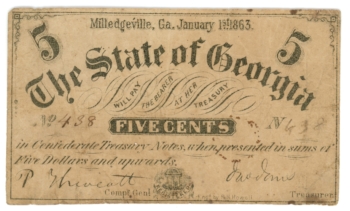 Milledgeville, Ga. January 1st 1863.
5 5
The State of Georgia
WILL PAY THE BEARER AT HER TREASURY
No 438 No 438
FIVE CENTS
in Confederate Treasury Notes, when presented in sums of
Five Dollars and upwards.
Compt. Genl Treasurer